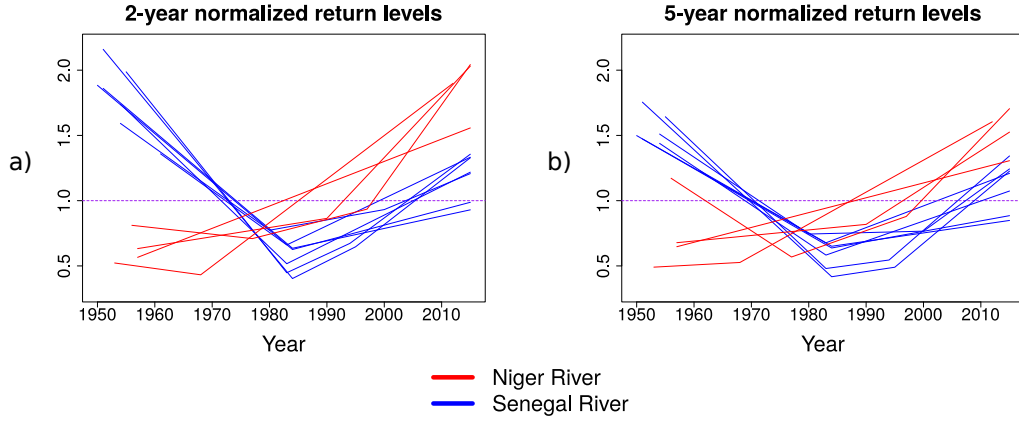 2-year normalized return levels
a)
2.0
1.5
1.0
0.5
1950 1960 1970 1980 1990 2000 2010
Year
5-year normalized return levels
b)
2.0
1.5
1.0
0.5
1950 1960 1970 1980 1990 2000 2010
Year
Niger River
Senegal River